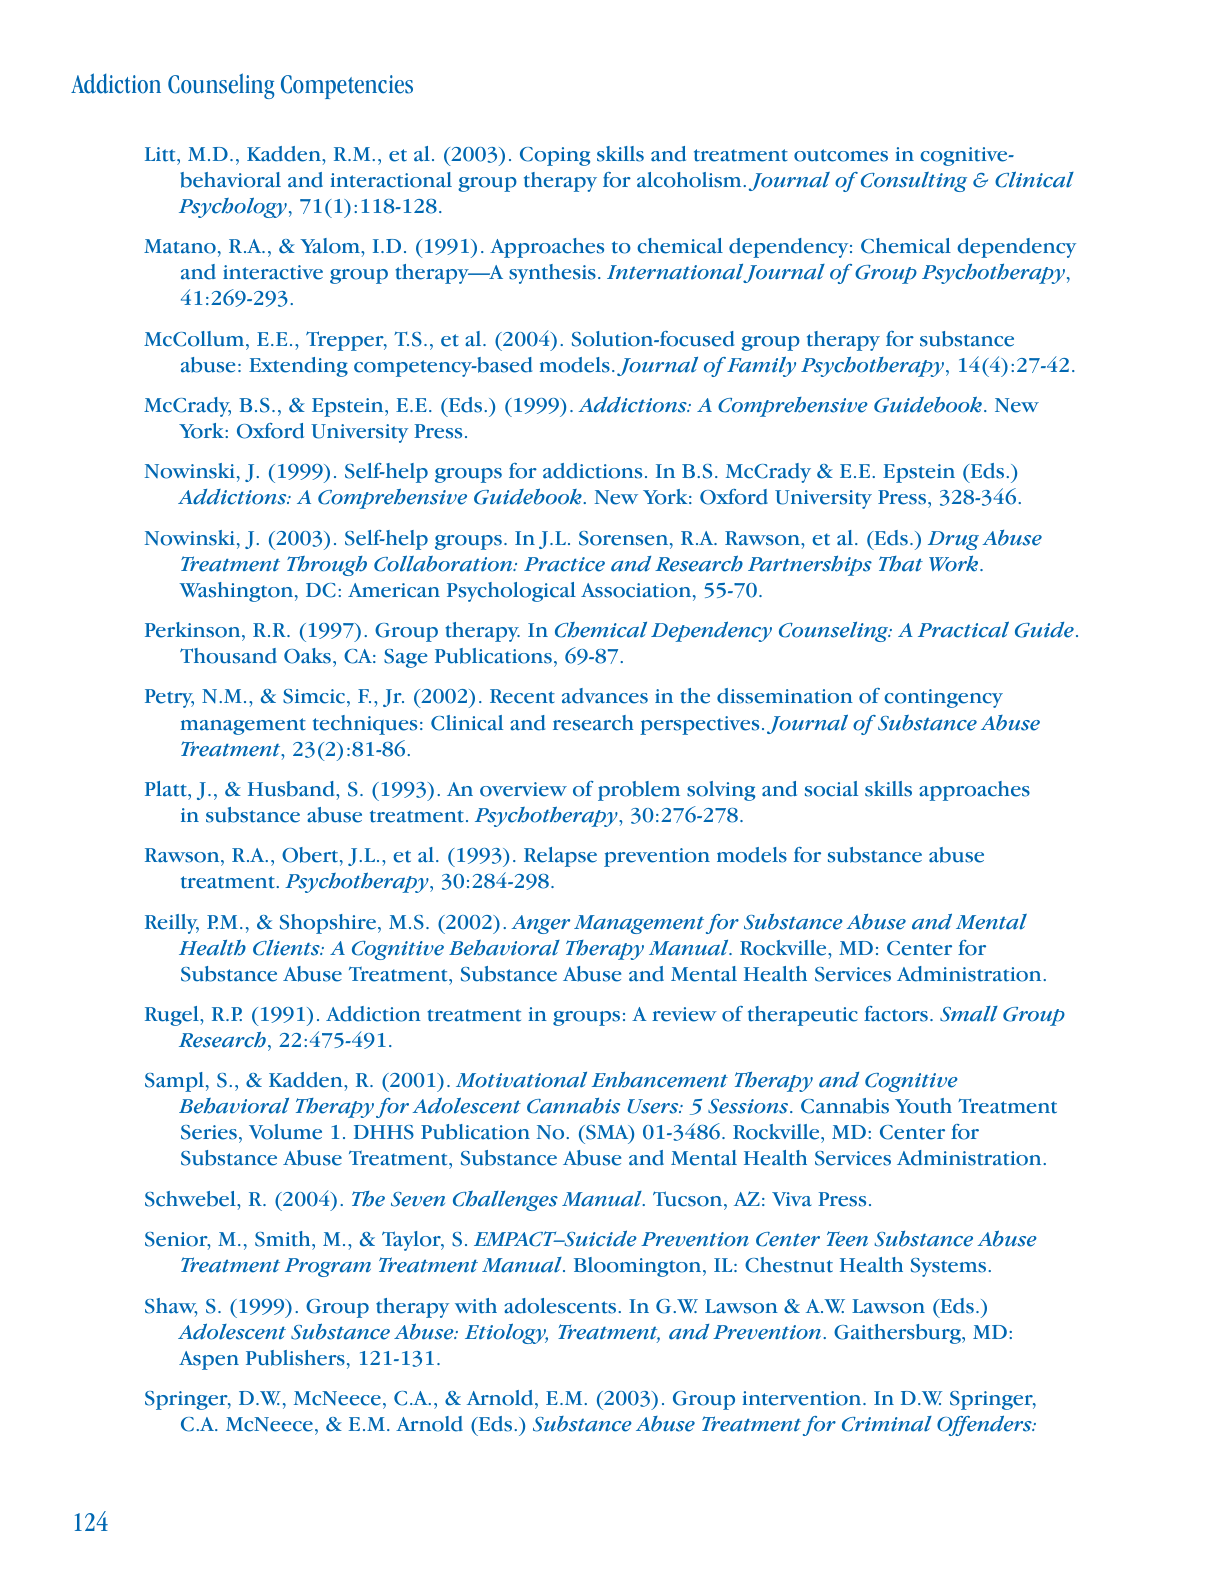 Addiction Counseling Competencies
Litt, M.D., Kadden, R.M., et al. (2003). Coping skills and treatment outcomes in cognitive-
behavioral and interactional group therapy for alcoholism. Journal of Consulting & Clinical
Psychology, 71(1):118-128.
Matano, R.A., & Yalom, I.D. (1991). Approaches to chemical dependency: Chemical dependency
and interactive group therapy—A synthesis. International Journal of Group Psychotherapy,
41:269-293.
McCollum, E.E., Trepper, T.S., et al. (2004). Solution-focused group therapy for substance
abuse: Extending competency-based models. Journal of Family Psychotherapy, 14(4):27-42.
McCrady, B.S., & Epstein, E.E. (Eds.) (1999). Addictions: A Comprehensive Guidebook. New
York: Oxford University Press.
Nowinski, J. (1999). Self-help groups for addictions. In B.S. McCrady & E.E. Epstein (Eds.)
Addictions: A Comprehensive Guidebook. New York: Oxford University Press, 328-346.
Nowinski, J. (2003). Self-help groups. In J.L. Sorensen, R.A. Rawson, et al. (Eds.) Drug Abuse
Treatment Through Collaboration: Practice and Research Partnerships That Work.
Washington, DC: American Psychological Association, 55-70.
Perkinson, R.R. (1997). Group therapy. In Chemical Dependency Counseling: A Practical Guide.
Thousand Oaks, CA: Sage Publications, 69-87.
Petry, N.M., & Simcic, F., Jr. (2002). Recent advances in the dissemination of contingency
management techniques: Clinical and research perspectives. Journal of Substance Abuse
Treatment, 23(2):81-86.
Platt, J., & Husband, S. (1993). An overview of problem solving and social skills approaches
in substance abuse treatment. Psychotherapy, 30:276-278.
Rawson, R.A., Obert, J.L., et al. (1993). Relapse prevention models for substance abuse
treatment. Psychotherapy, 30:284-298.
Reilly, P.M., & Shopshire, M.S. (2002). Anger Management for Substance Abuse and Mental
Health Clients: A Cognitive Behavioral Therapy Manual. Rockville, MD: Center for
Substance Abuse Treatment, Substance Abuse and Mental Health Services Administration.
Rugel, R.P. (1991). Addiction treatment in groups: A review of therapeutic factors. Small Group
Research, 22:475-491.
Sampl, S., & Kadden, R. (2001). Motivational Enhancement Therapy and Cognitive
Behavioral Therapy for Adolescent Cannabis Users: 5 Sessions. Cannabis Youth Treatment
Series, Volume 1. DHHS Publication No. (SMA) 01-3486. Rockville, MD: Center for
Substance Abuse Treatment, Substance Abuse and Mental Health Services Administration.
Schwebel, R. (2004). The Seven Challenges Manual. Tucson, AZ: Viva Press.
Senior, M., Smith, M., & Taylor, S. EMPACT–Suicide Prevention Center Teen Substance Abuse
Treatment Program Treatment Manual. Bloomington, IL: Chestnut Health Systems.
Shaw, S. (1999). Group therapy with adolescents. In G.W. Lawson & A.W. Lawson (Eds.)
Adolescent Substance Abuse: Etiology, Treatment, and Prevention. Gaithersburg, MD:
Aspen Publishers, 121-131.
Springer, D.W., McNeece, C.A., & Arnold, E.M. (2003). Group intervention. In D.W. Springer,
C.A. McNeece, & E.M. Arnold (Eds.) Substance Abuse Treatment for Criminal Offenders:
124